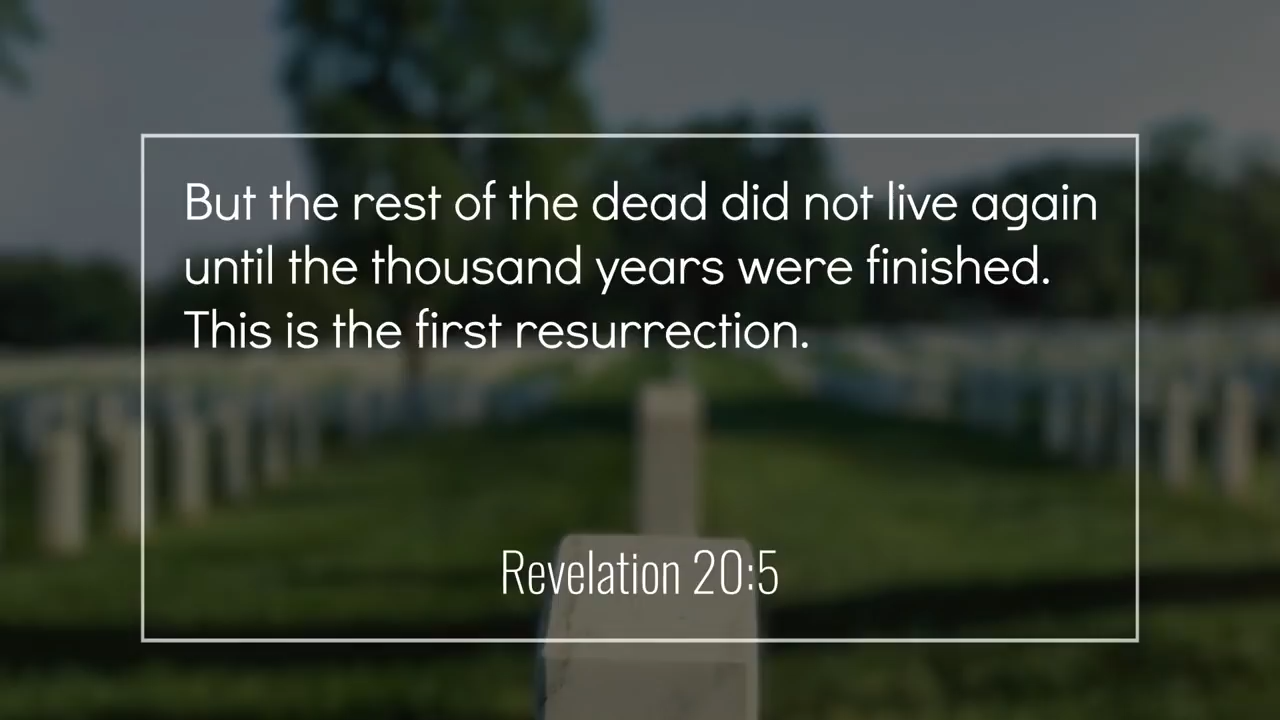 But the rest of the dead did not live again
until the thousand years were finished.
This is the first resurrection.
Revelation 20:5